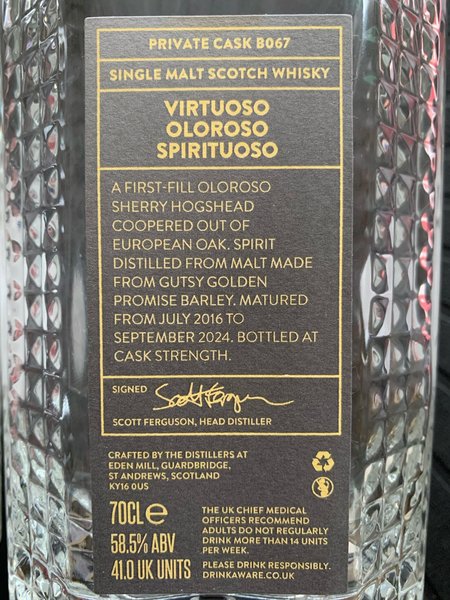 PRIVATE CASK B067
SINGLE MALT SCOTCH WHISKY
VIRTUOSO
OLOROSO
SPIRITUOSO
A FIRST-FILL OLOROSO
SHERRY HOGSHEAD
COOPERED OUT OF
EUROPEAN OAK. SPIRIT
DISTILLED FROM MALT MADE
FROM GUTSY GOLDEN
PROMISE BARLEY. MATURED
FROM JULY 2016 TO
SEPTEMBER 2024. BOTTLED AT
CASK STRENGTH.
SIGNED
Scott Ferguson
SCOTT FERGUSON, HEAD DISTILLER
CRAFTED BY THE DISTILLERS AT
EDEN MILL, GUARDBRIDGE,
ST ANDREWS, SCOTLAND
KY16 0US
70CL e
58.5% ABV
41.0 UK UNITS
THE UK CHIEF MEDICAL
OFFICERS RECOMMEND
ADULTS DO NOT REGULARLY
DRINK MORE THAN 14 UNITS
PER WEEK.
PLEASE DRINK RESPONSIBLY.
DRINKAWARE.CO.UK